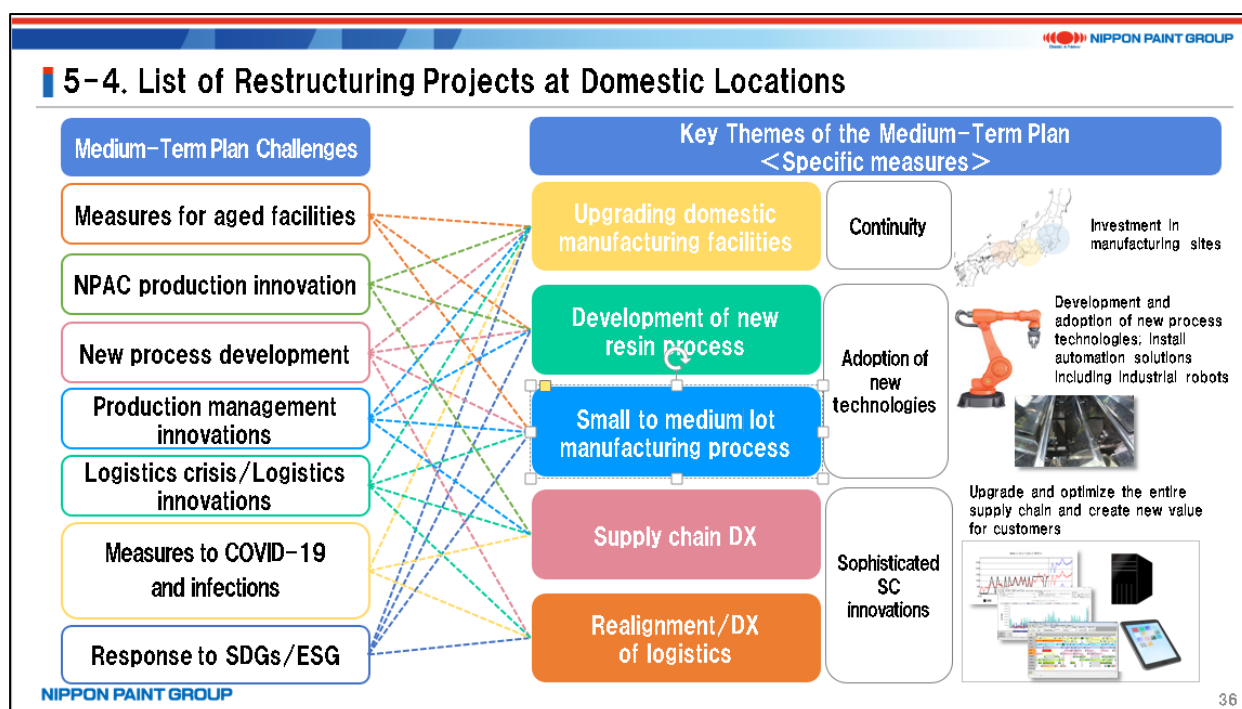 NIPPON PAINT GROUP
5-4. List of Restructuring Projects at Domestic Locations
Medium-Term Plan Challenges
Measures for aged facilities
NPAC production innovation
New process development
Production management
innovations
Logistics crisis/Logistics
innovations
Measures to COVID-19
and infections
Response to SDGs/ESG
Key Themes of the Medium-Term Plan
<Specific measures>
Upgrading domestic
manufacturing facilities
Development of new
resin process
Small to medium lot
manufacturing process
Supply chain DX
Realignment/DX
of logistics
Continuity
Adoption of
new
technologies
Sophisticated
SC
innovations
Investment in
manufacturing sites
Development and
adoption of new process
technologies; Install
automation solutions
including industrial robots
Upgrade and optimize the entire
supply chain and create new value
for customers
NIPPON PAINT GROUP
36